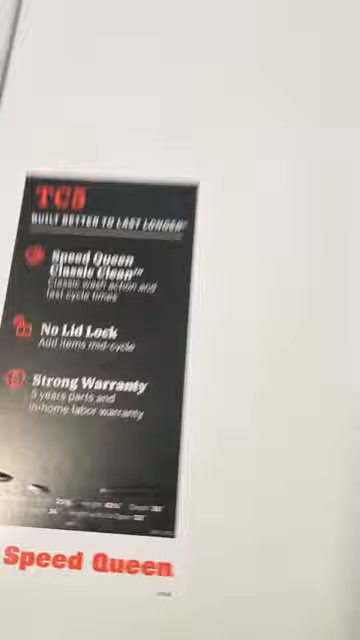 TC5
BUILT BETTER TO LAST LONGER
Speed Queen
Classic Clean™
Classic wash action and
fast cycle times
No Lid Lock
Add items mid-cycle
Strong Warranty
5 years parts and
in-home labor warranty
Speed Queen